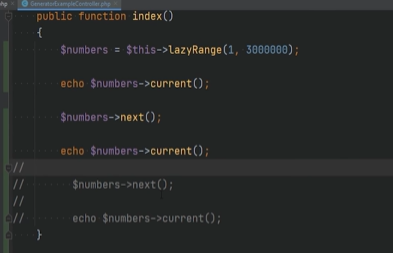 GeneratorExampleController.php
public function index()
{
$numbers = $this->lazyRange(1, 3000000);
echo $numbers->current();
$numbers->next();
echo $numbers->current();
//
// $numbers->next();
//
// echo $numbers->current();
}